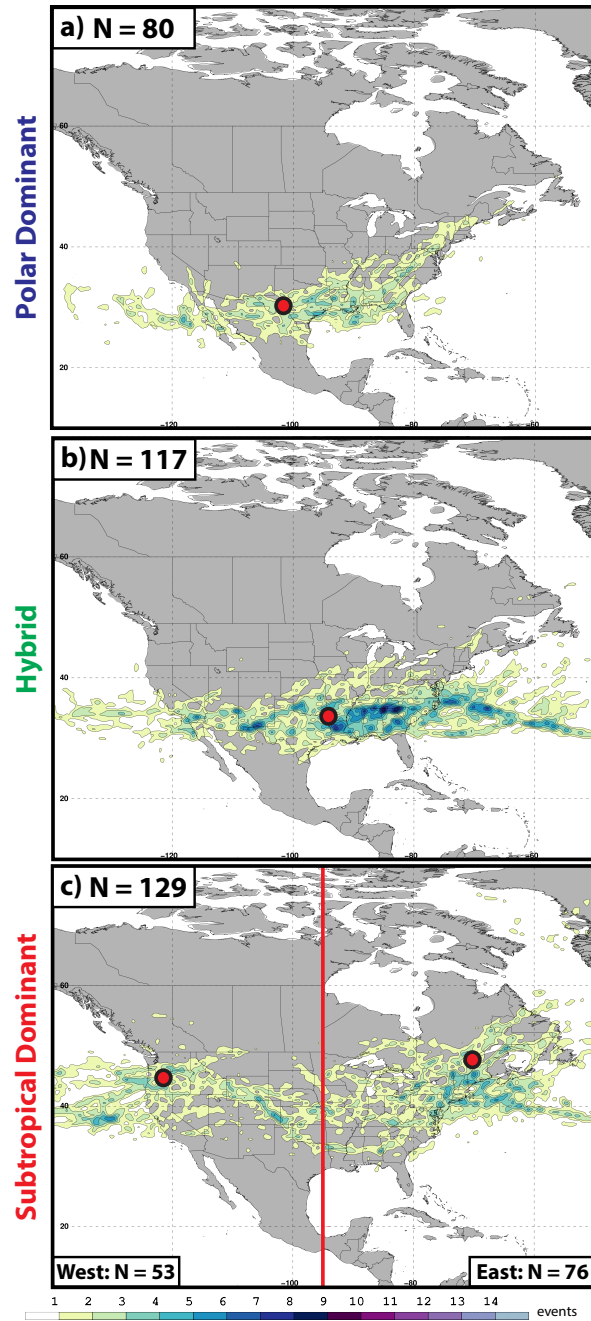 a) N = 80
Polar Dominant
60
40
20
−120
−100
−80
−60
b) N = 117
Hybrid
60
40
20
−120
−100
−80
−60
c) N = 129
Subtropical Dominant
60
40
20
−100
−80
West: N = 53
East: N = 76
1 2 3 4 5 6 7 8 9 10 11 12 13 14 events